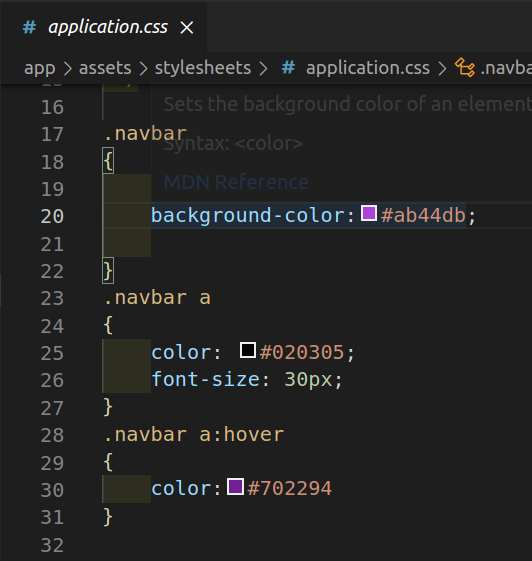 # application.css ×
app > assets > stylesheets > # application.css > .navba
Sets the background color of an elemen
16
17 .navbar
Syntax: <color>
18 {
19
MDN Reference
20 background-color: #ab44db;
21
22 }
23 .navbar a
24 {
25 color: #020305;
26 font-size: 30px;
27 }
28 .navbar a:hover
29 {
30 color: #702294
31 }
32